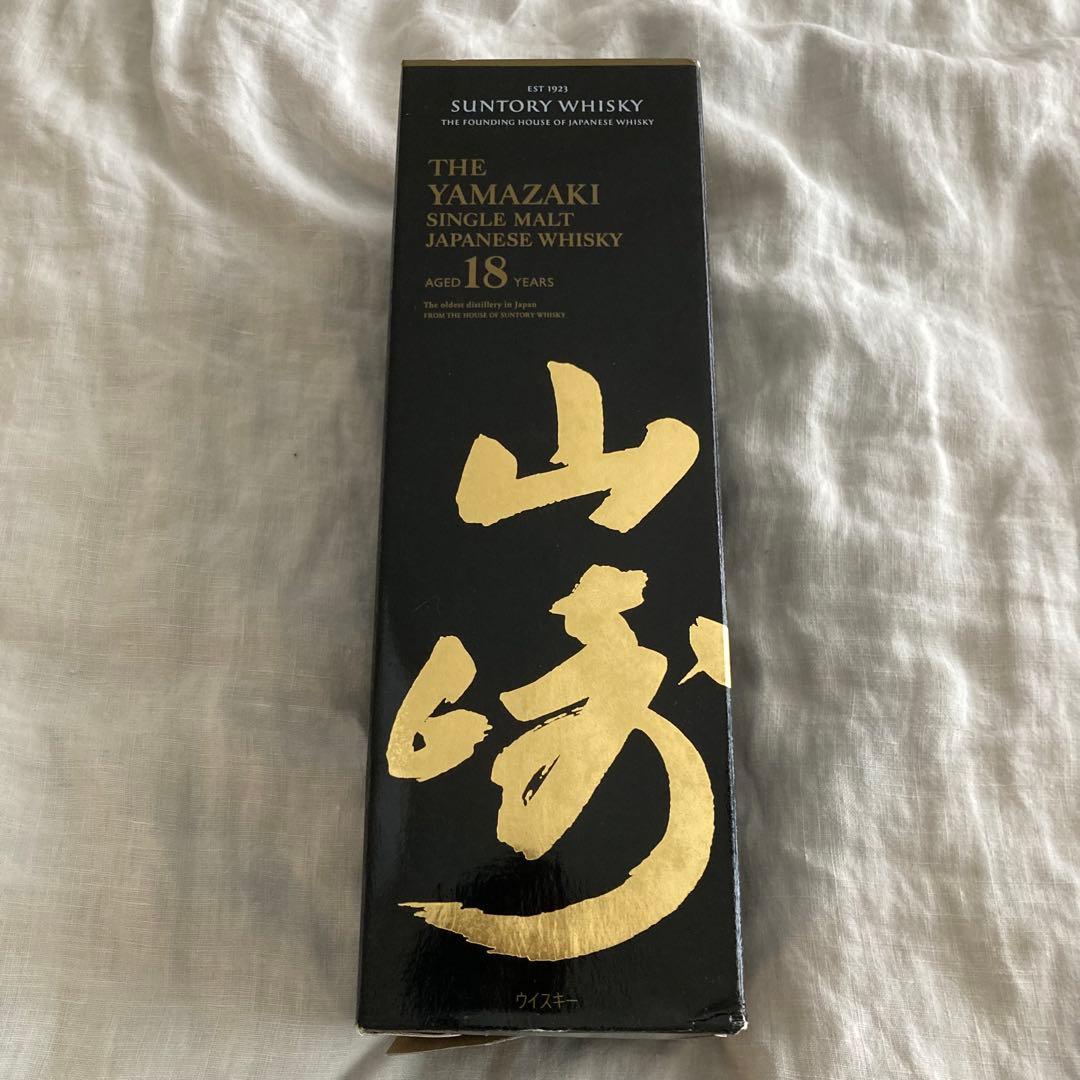 EST 1923
SUNTORY WHISKY
THE FOUNDING HOUSE OF JAPANESE WHISKY
THE
YAMAZAKI
SINGLE MALT
JAPANESE WHISKY
AGED 18 YEARS
The oldest distillery in Japan
FROM THE HOUSE OF SUNTORY WHISKY
山
崎
ウイスキー